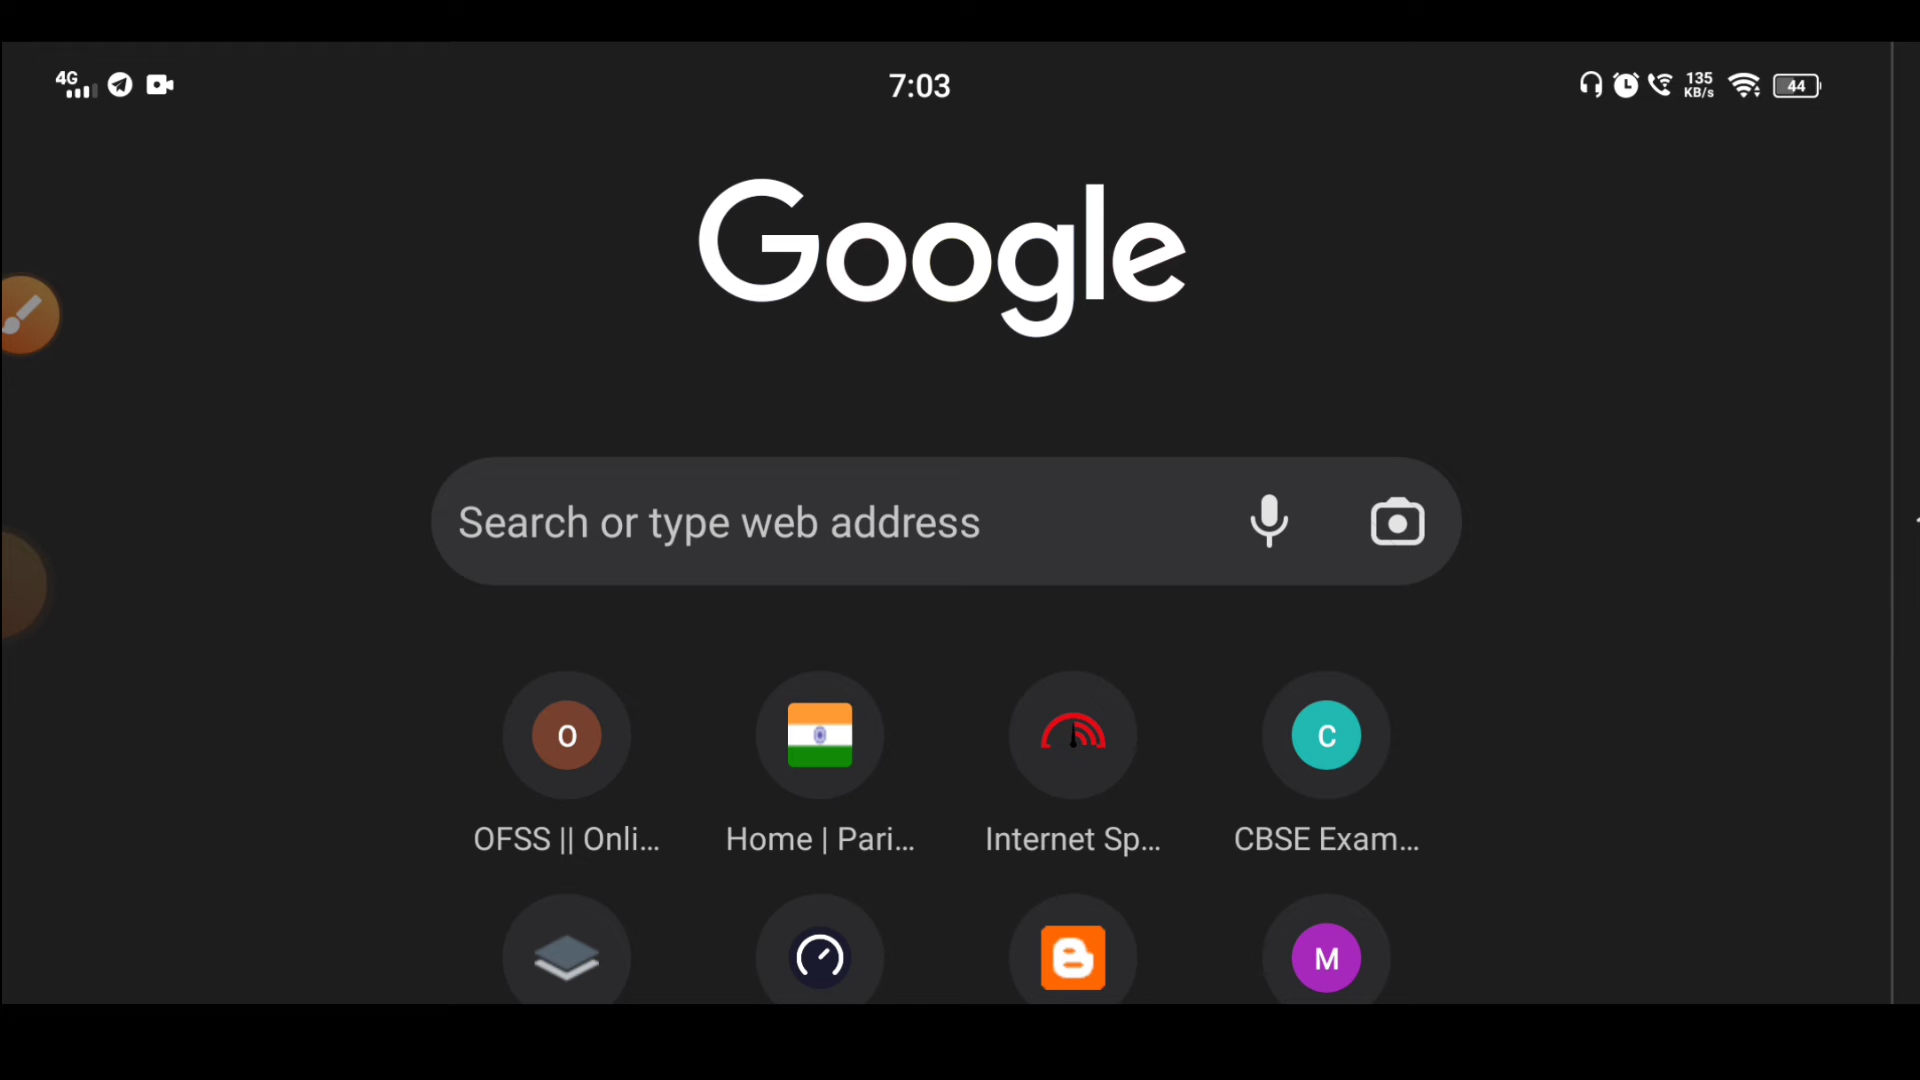 4G 7:03 135 KB/s 44
Google
Search or type web address
O C
OFSS || Onli... Home | Pari... Internet Sp... CBSE Exam...
B M